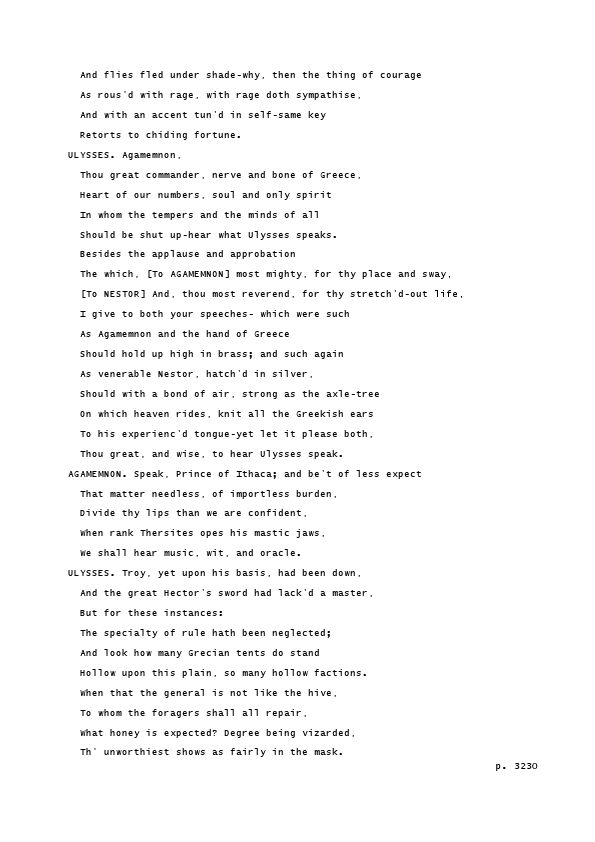 And flies fled under shade-why, then the thing of courage
As rous'd with rage, with rage doth sympathise,
And with an accent tun'd in self-same key
Retorts to chiding fortune.
ULYSSES. Agamemnon,
Thou great commander, nerve and bone of Greece,
Heart of our numbers, soul and only spirit
In whom the tempers and the minds of all
Should be shut up-hear what Ulysses speaks.
Besides the applause and approbation
The which, [To AGAMEMNON] most mighty, for thy place and sway,
[To NESTOR] And, thou most reverend, for thy stretch'd-out life,
I give to both your speeches- which were such
As Agamemnon and the hand of Greece
Should hold up high in brass; and such again
As venerable Nestor, hatch'd in silver,
Should with a bond of air, strong as the axle-tree
On which heaven rides, knit all the Greekish ears
To his experienc'd tongue-yet let it please both,
Thou great, and wise, to hear Ulysses speak.
AGAMEMNON. Speak, Prince of Ithaca; and be't of less expect
That matter needless, of importless burden,
Divide thy lips than we are confident,
When rank Thersites opes his mastic jaws,
We shall hear music, wit, and oracle.
ULYSSES. Troy, yet upon his basis, had been down,
And the great Hector's sword had lack'd a master,
But for these instances:
The specialty of rule hath been neglected;
And look how many Grecian tents do stand
Hollow upon this plain, so many hollow factions.
When that the general is not like the hive,
To whom the foragers shall all repair,
What honey is expected? Degree being vizarded,
Th' unworthiest shows as fairly in the mask.
p. 3230